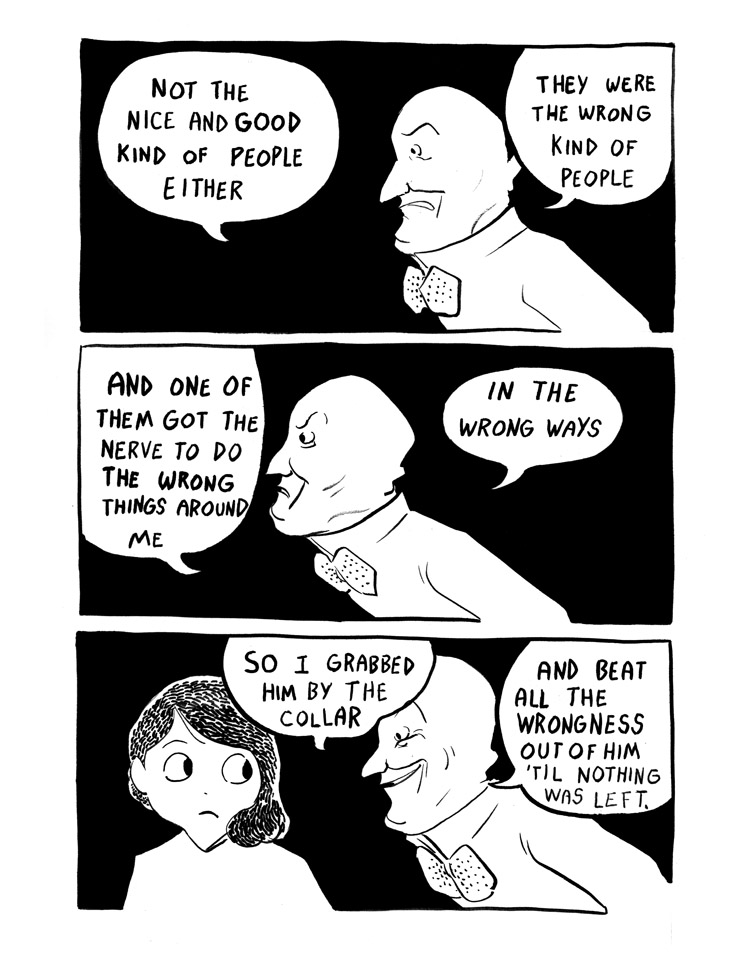 NOT THE
NICE AND GOOD
KIND OF PEOPLE
EITHER
THEY WERE
THE WRONG
KIND OF
PEOPLE
AND ONE OF
THEM GOT THE
NERVE TO DO
THE WRONG
THINGS AROUND
ME
IN THE
WRONG WAYS
SO I GRABBED
HIM BY THE
COLLAR
AND BEAT
ALL THE
WRONGNESS
OUT OF HIM
'TIL NOTHING
WAS LEFT.